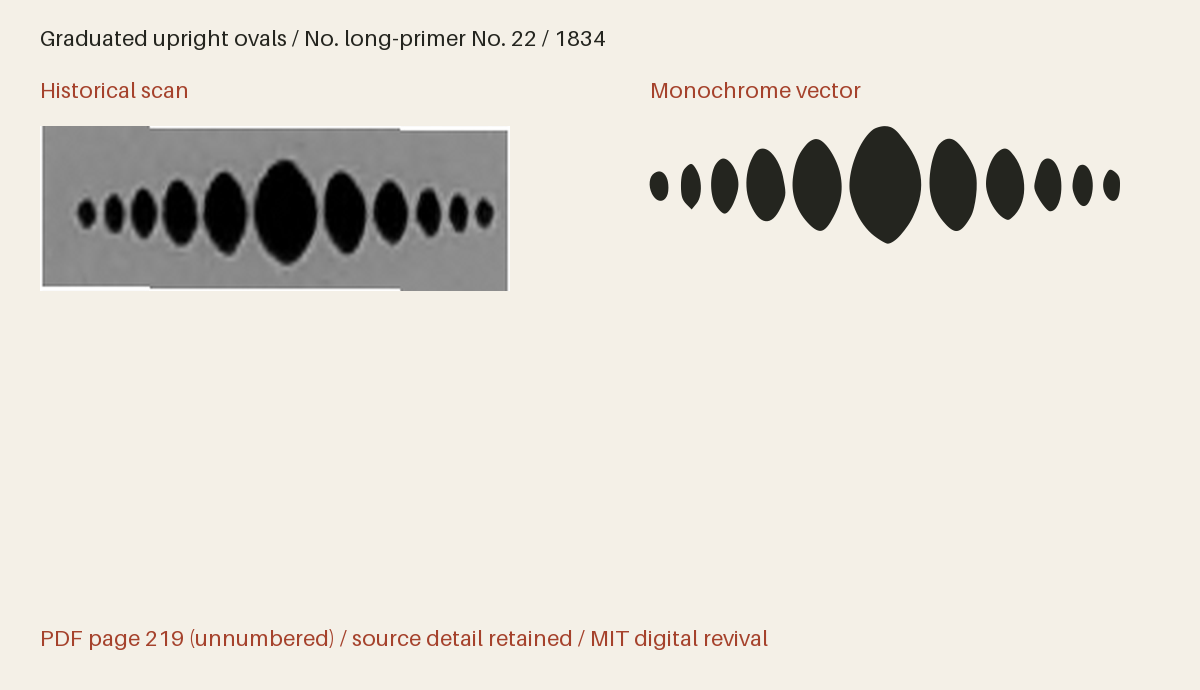 Graduated upright ovals / No. long-primer No. 22 / 1834
Historical scan
Monochrome vector
PDF page 219 (unnumbered) / source detail retained / MIT digital revival